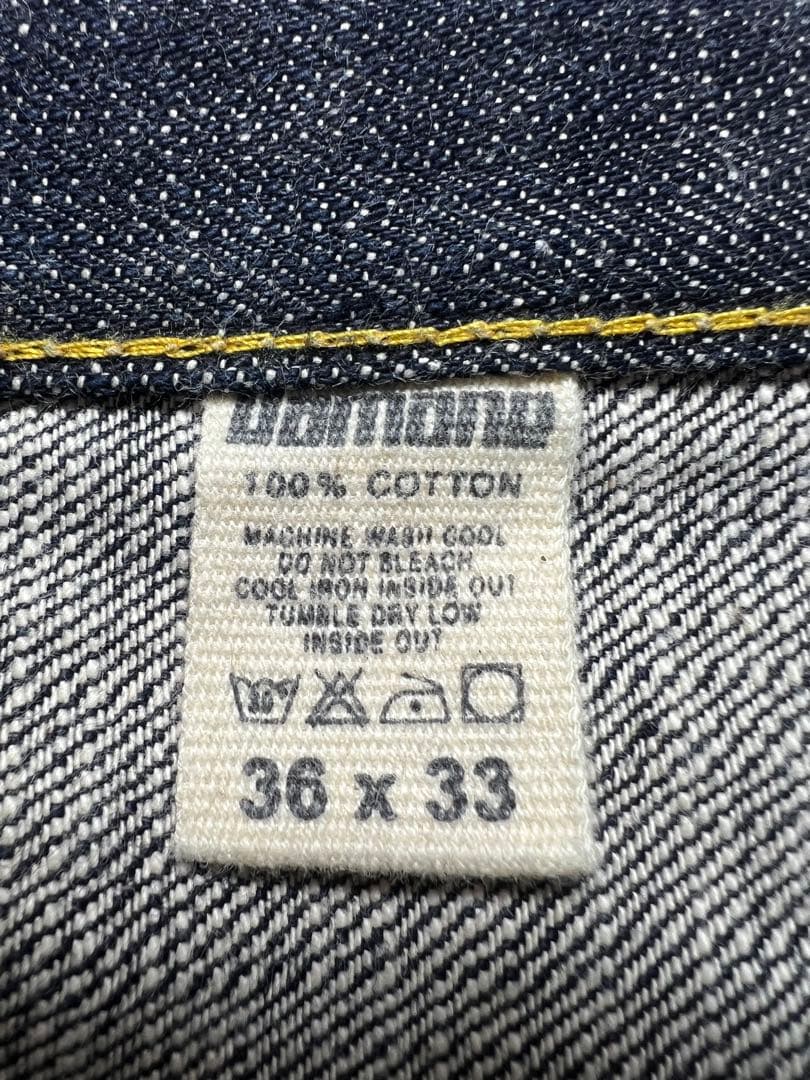 100% COTTON
MACHINE WASH COOL
DO NOT BLEACH
COOL IRON INSIDE OUT
TUMBLE DRY LOW
INSIDE OUT
36 x 33